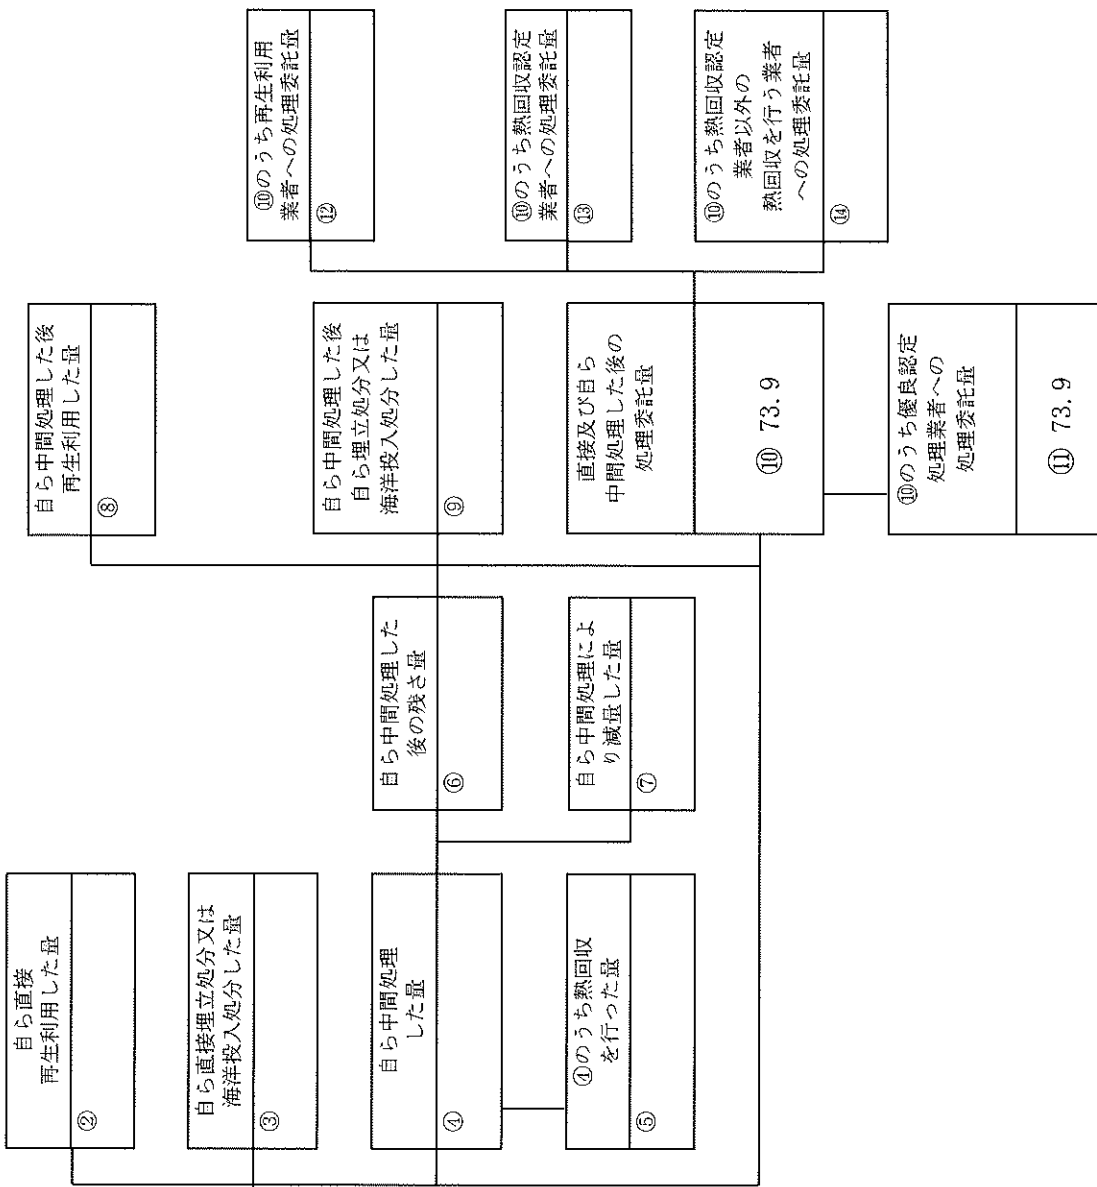 自ら直接
再生利用した量
②
自ら直接埋立処分又は
海洋投入処分した量
③
自ら中間処理
した量
④
④のうち熱回収
を行った量
⑤
自ら中間処理した
後の残さ量
⑥
自ら中間処理によ
り減量した量
⑦
自ら中間処理した後
再生利用した量
⑧
自ら中間処理した後
自ら埋立処分又は
海洋投入処分した量
⑨
直接及び自ら
中間処理した後の
処理委託量
⑩ 73.9
⑩のうち優良認定
処理業者への
処理委託量
⑪ 73.9
⑩のうち再生利用
業者への処理委託量
⑫
⑩のうち熱回収認定
業者への処理委託量
⑬
⑩のうち熱回収認定
業者以外の
熱回収を行う業者
への処理委託量
⑭